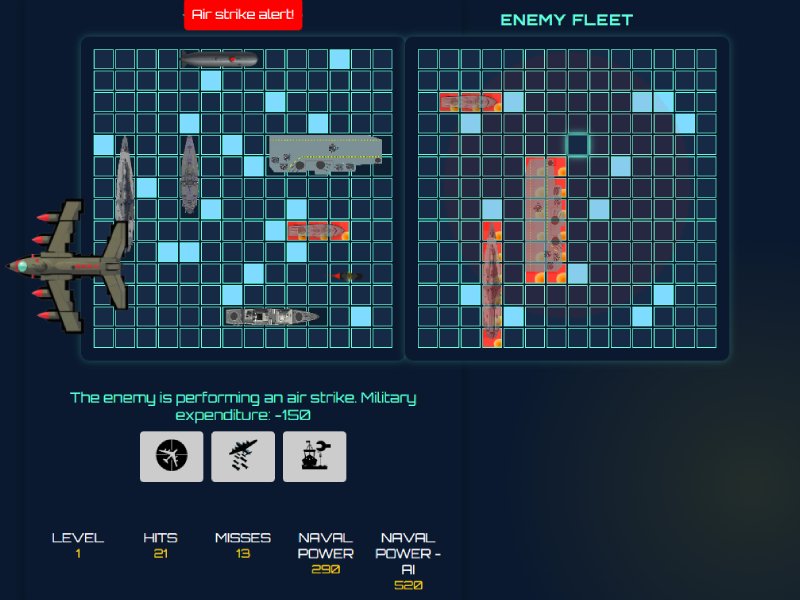 Air strike alert!
ENEMY FLEET
The enemy is performing an air strike. Military
expenditure: -150
LEVEL
1
HITS
21
MISSES
13
NAVAL
POWER
290
NAVAL
POWER -
AI
520